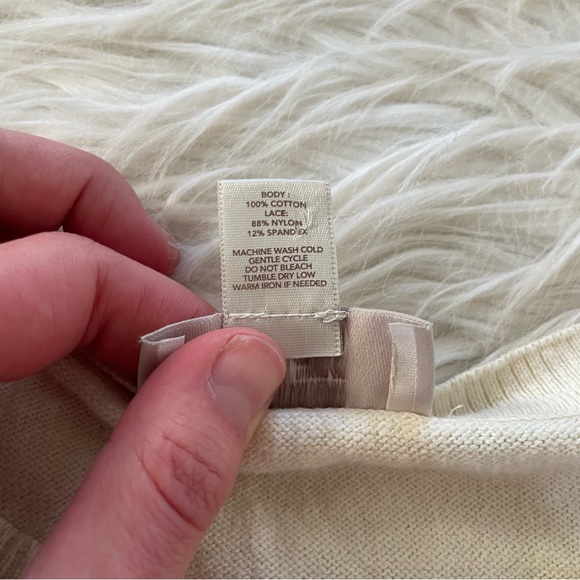 BODY :
100% COTTON
LACE:
88% NYLON
12% SPANDEX
MACHINE WASH COLD
GENTLE CYCLE
DO NOT BLEACH
TUMBLE DRY LOW
WARM IRON IF NEEDED